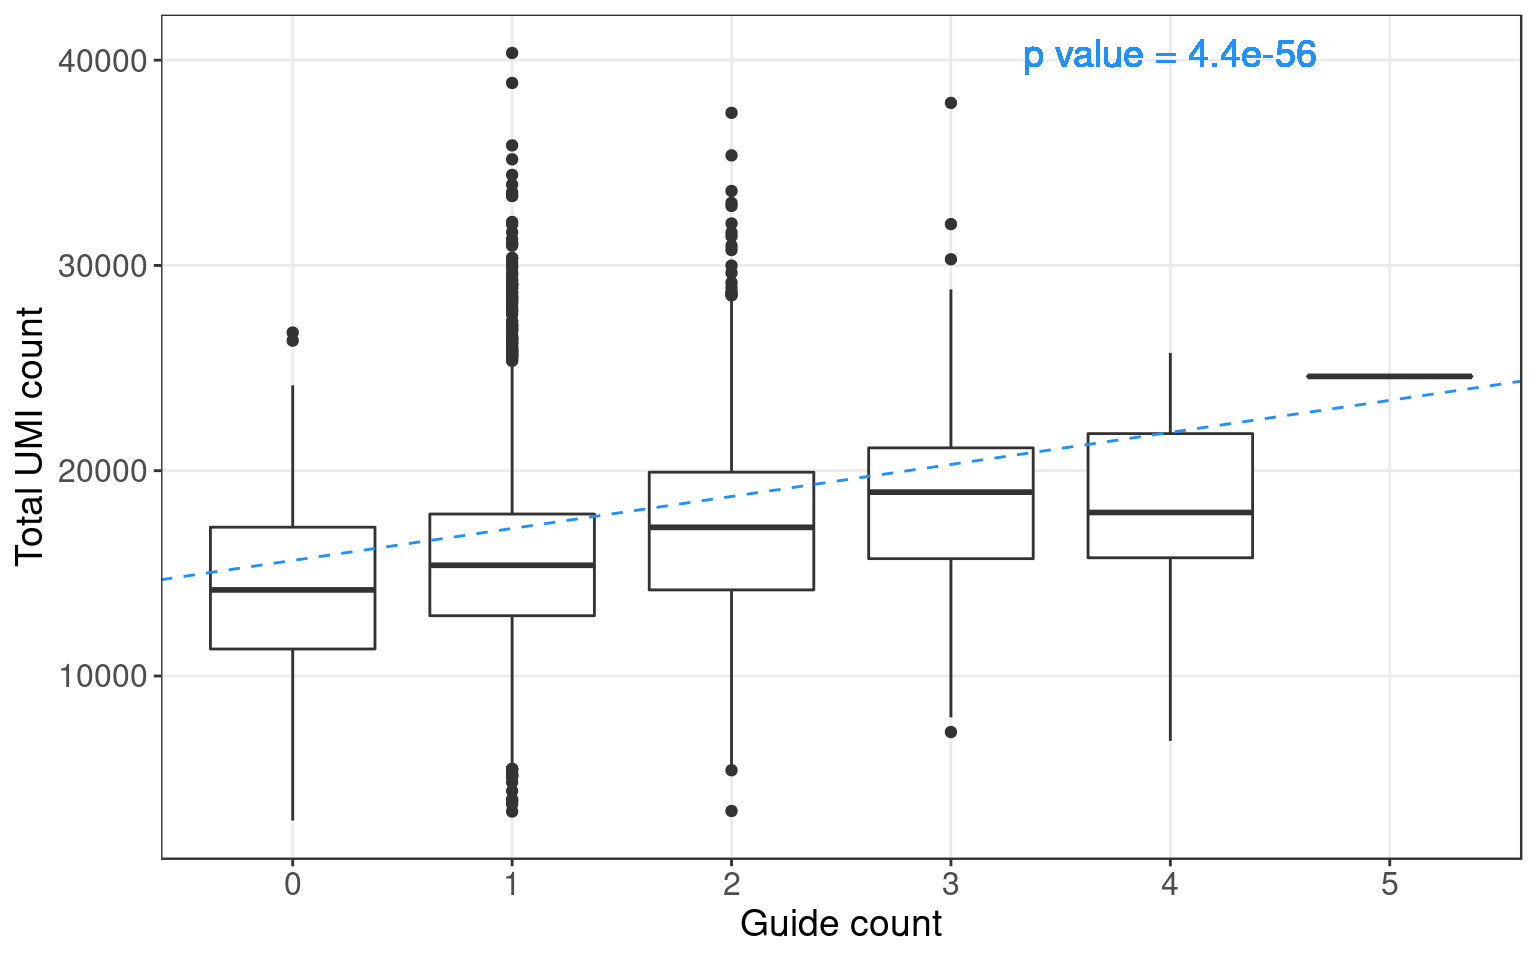 p value = 4.4e-56
40000
30000
20000
10000
Total UMI count
0 1 2 3 4 5
Guide count